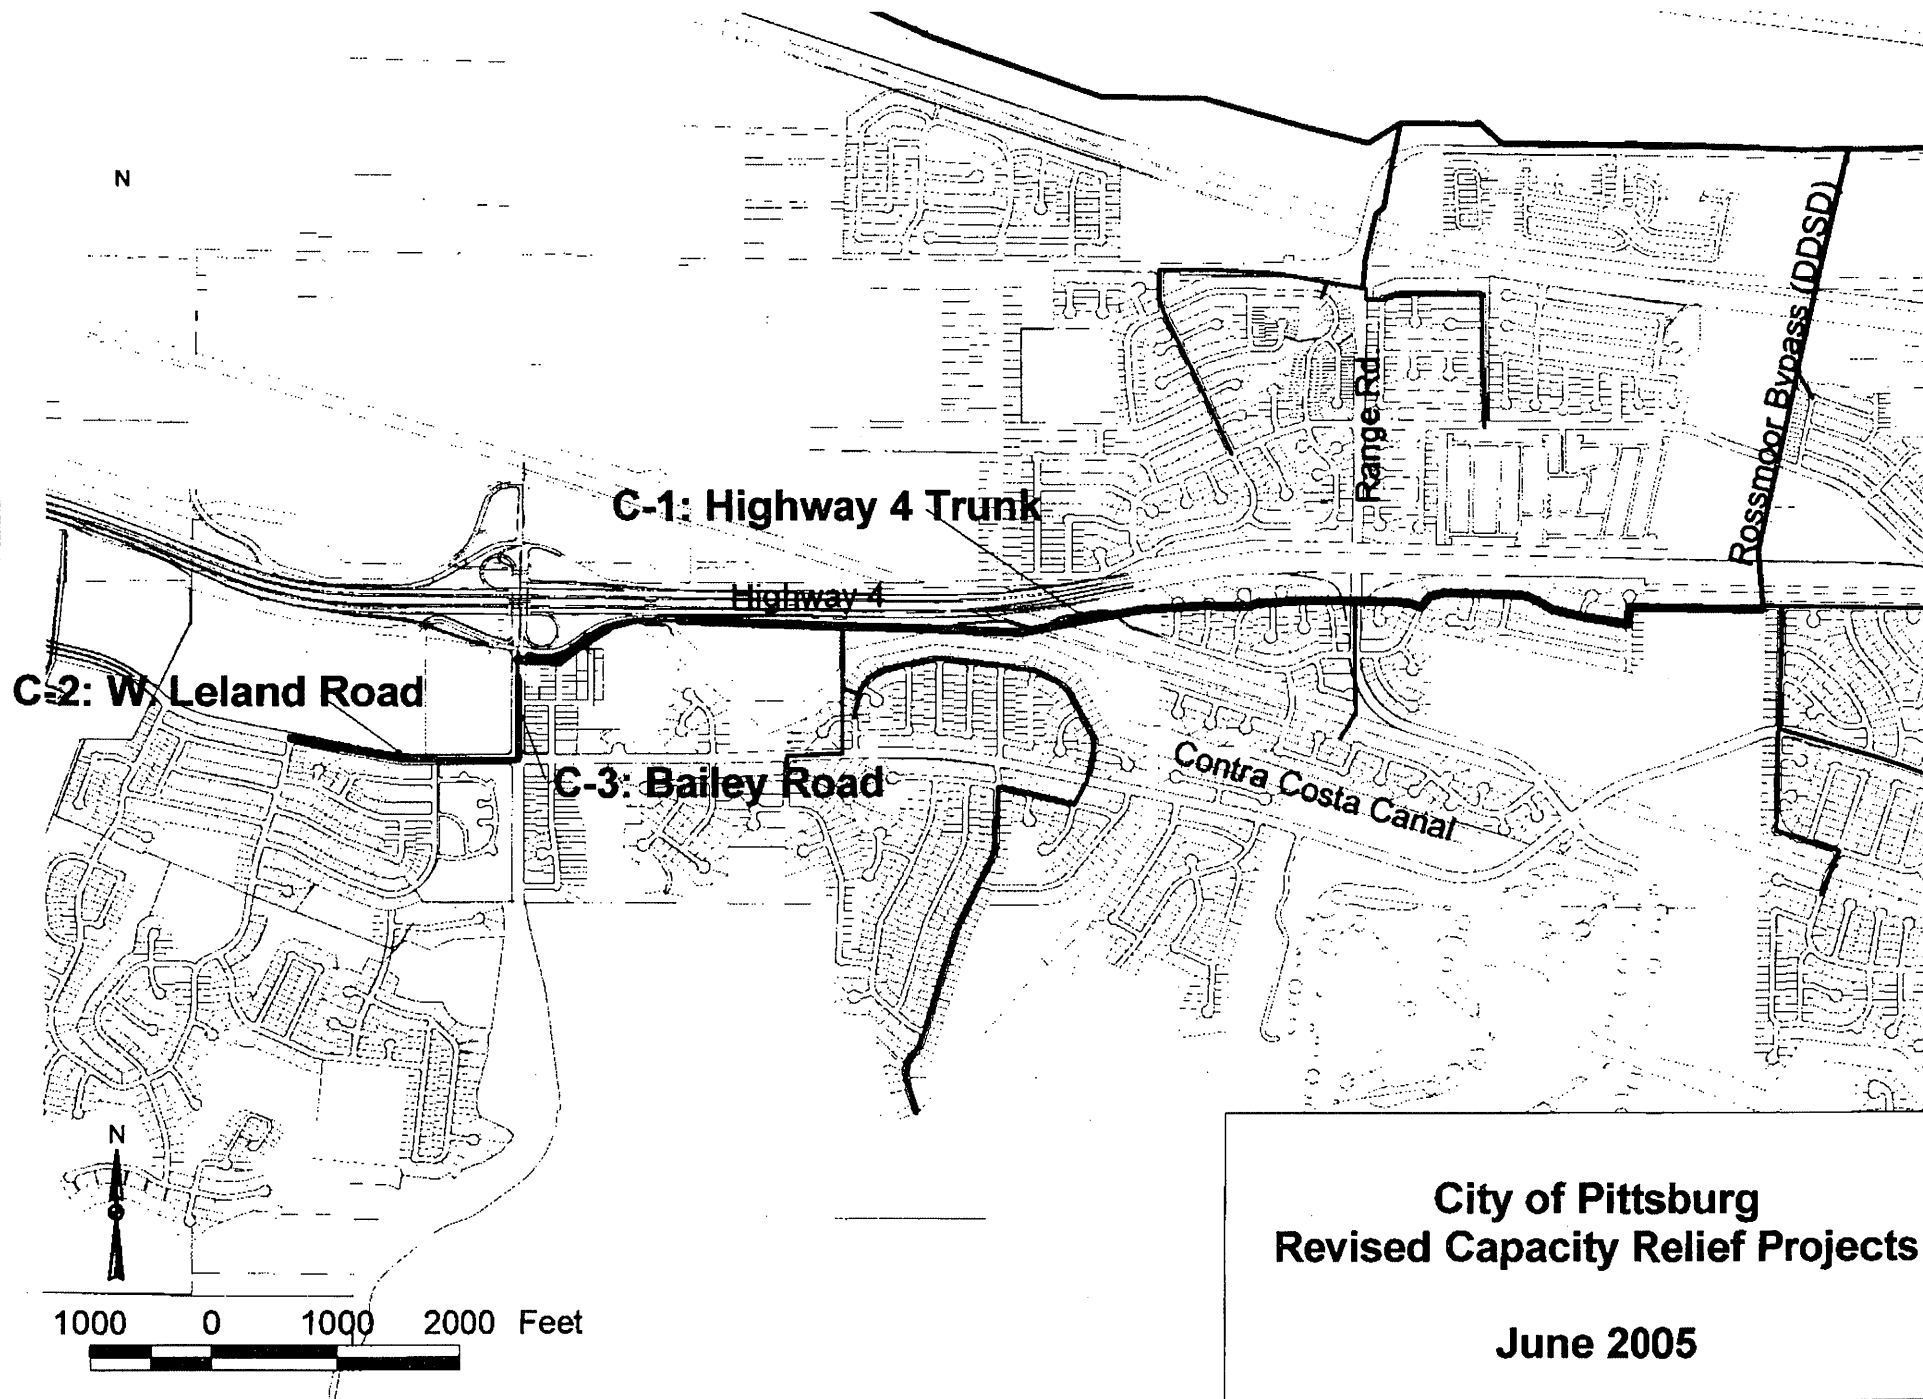 N
Rossmoor Bypass (DDSD)
Range Rd
C-1: Highway 4 Trunk
Highway 4
C-2: W. Leland Road
C-3: Bailey Road
Contra Costa Canal
N
1000 0 1000 2000 Feet
City of Pittsburg
Revised Capacity Relief Projects
June 2005